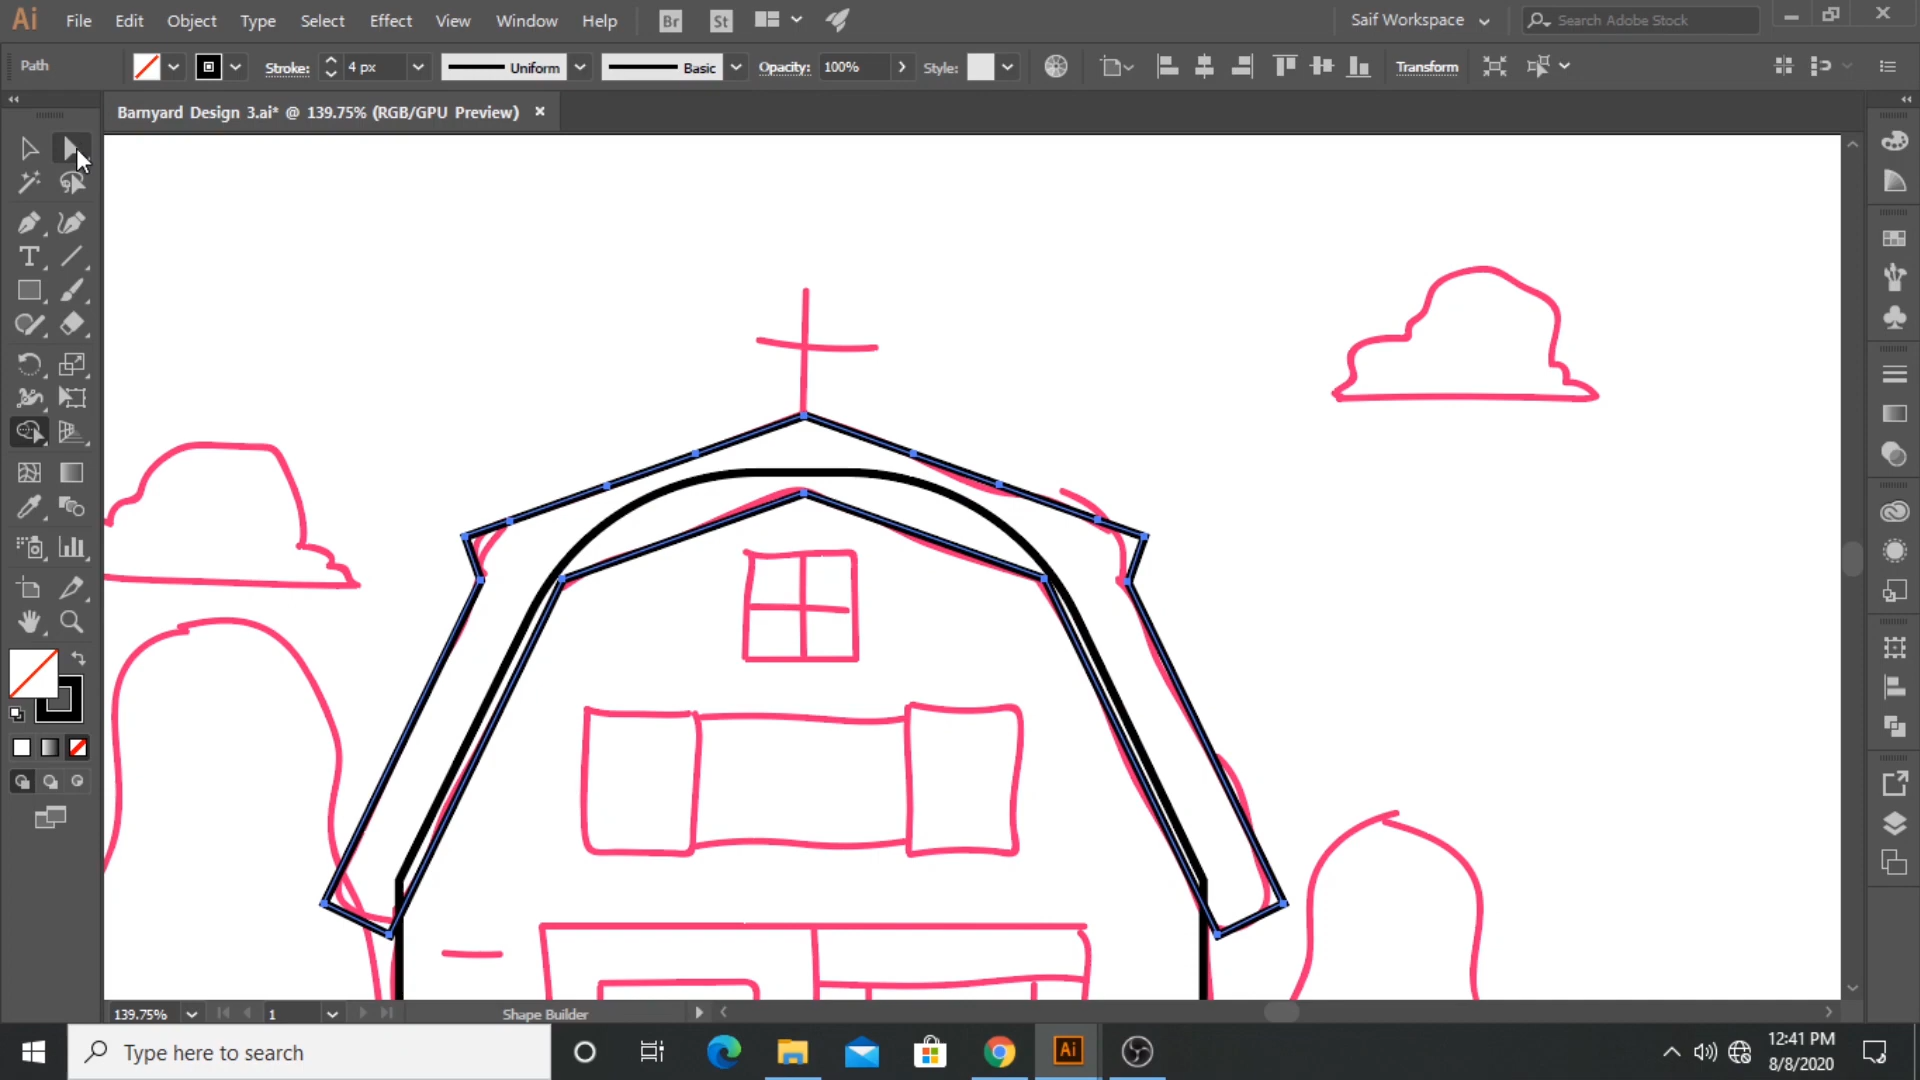 Ai File Edit Object Type Select Effect View Window Help Br St Saif Workspace Search Adobe Stock
Path Stroke: 4 px Uniform Basic Opacity: 100% Style: Transform
Barnyard Design 3.ai* @ 139.75% (RGB/GPU Preview)
T
139.75% 1 Shape Builder
Type here to search
Ai
12:41 PM
8/8/2020